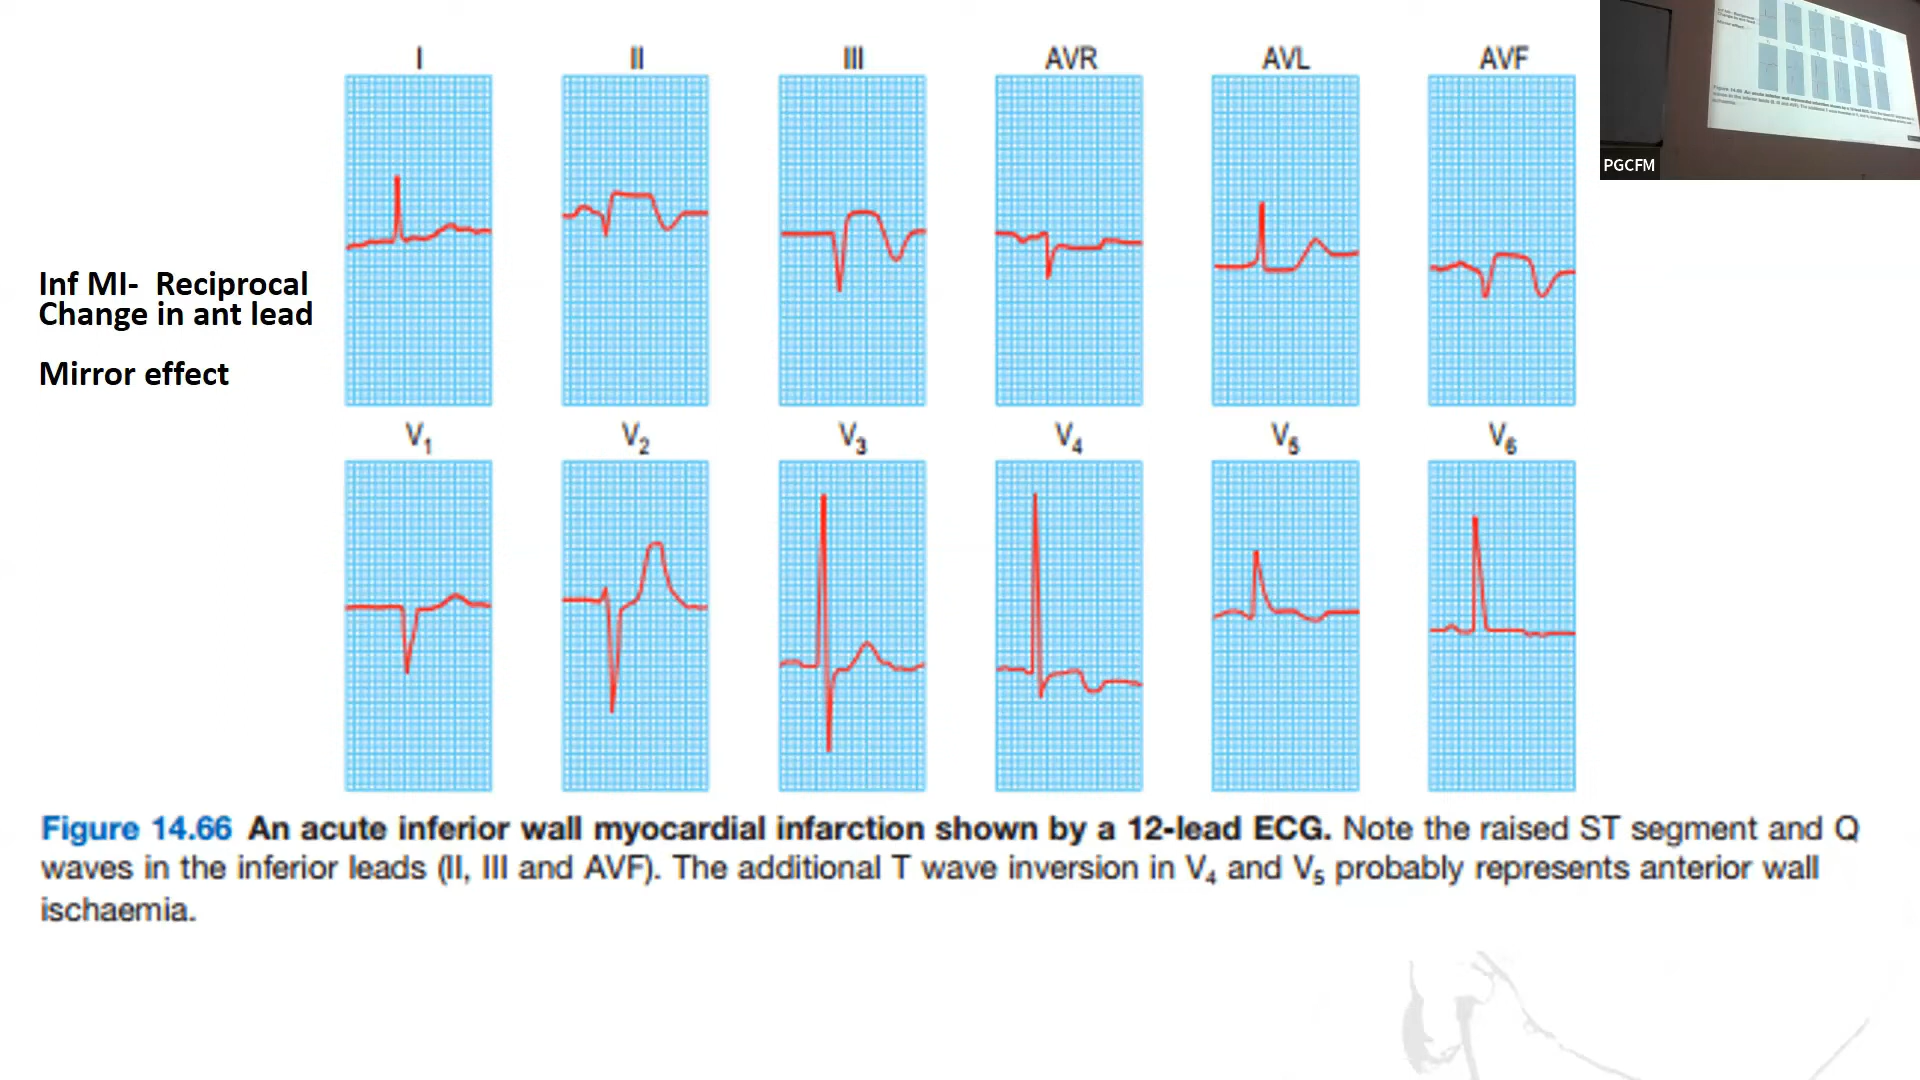 I II III AVR AVL AVF
Inf MI- Reciprocal
Change in ant lead
Mirror effect
V1 V2 V3 V4 V5 V6
Figure 14.66 An acute inferior wall myocardial infarction shown by a 12-lead ECG. Note the raised ST segment and Q
waves in the inferior leads (II, III and AVF). The additional T wave inversion in V4 and V5 probably represents anterior wall
ischaemia.
PGCFM